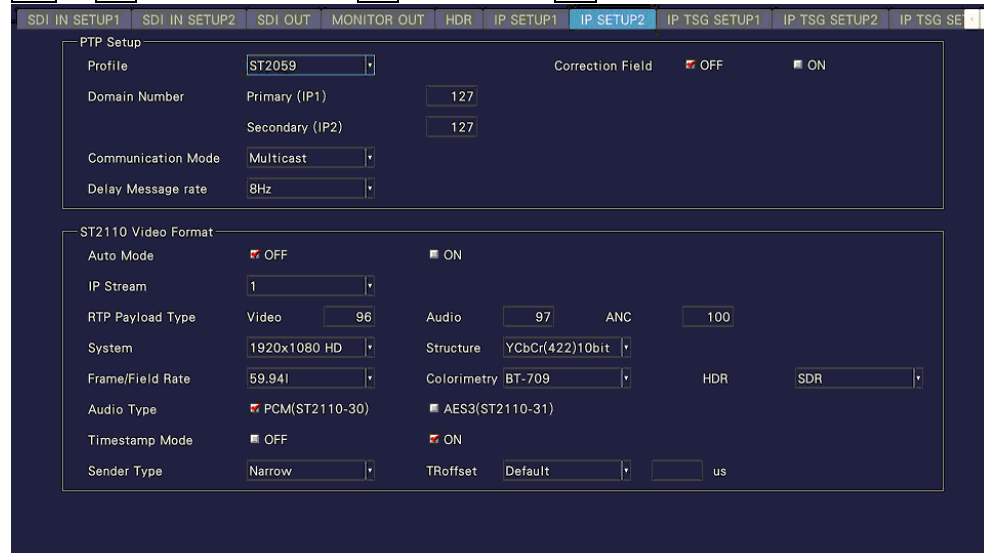 SDI IN SETUP1 SDI IN SETUP2 SDI OUT MONITOR OUT HDR IP SETUP1 IP SETUP2 IP TSG SETUP1 IP TSG SETUP2 IP TSG SE
PTP Setup
Profile ST2059 Correction Field OFF ON
Domain Number Primary (IP1) 127
Secondary (IP2) 127
Communication Mode Multicast
Delay Message rate 8Hz
ST2110 Video Format
Auto Mode OFF ON
IP Stream 1
RTP Payload Type Video 96 Audio 97 ANC 100
System 1920x1080 HD Structure YCbCr(422)10bit
Frame/Field Rate 59.94I Colorimetry BT-709 HDR SDR
Audio Type PCM(ST2110-30) AES3(ST2110-31)
Timestamp Mode OFF ON
Sender Type Narrow TRoffset Default us